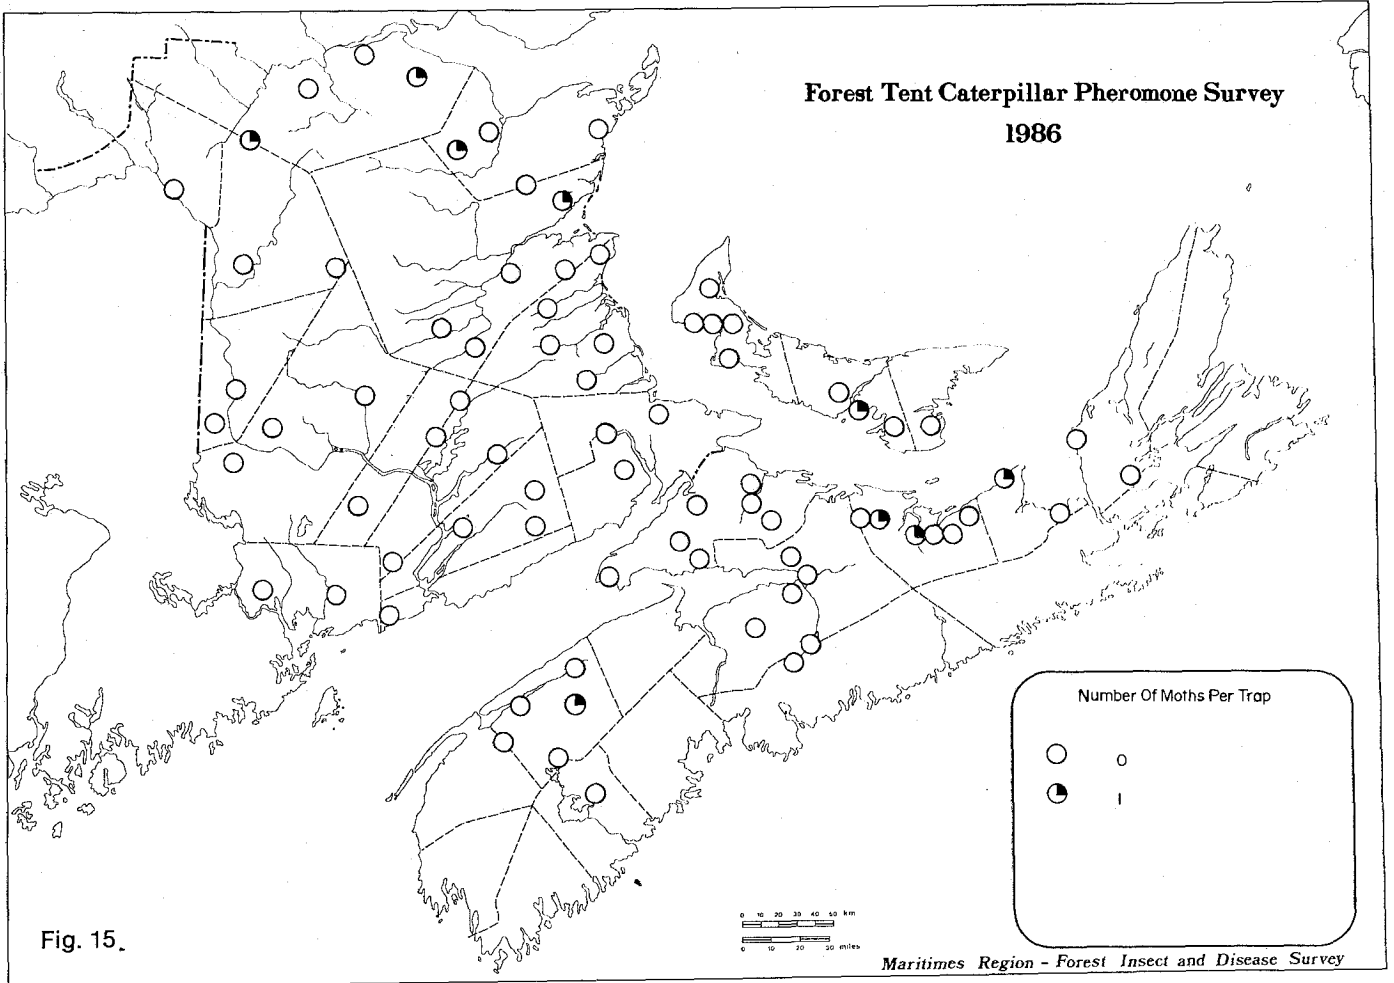 Forest Tent Caterpillar Pheromone Survey
1986
Number Of Moths Per Trap
0
1
0 10 20 30 40 50 km
0 10 20 30 miles
Fig. 15.
Maritimes Region - Forest Insect and Disease Survey